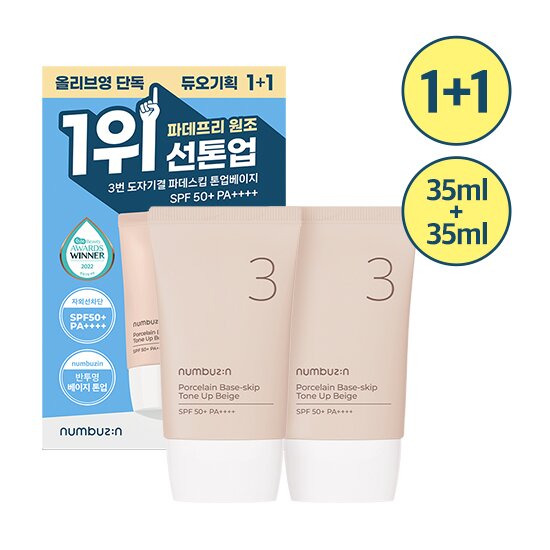 올리브영 단독
듀오기획 1+1
1위
파데프리 원조
선톤업
3번 도자기결 파데스킵 톤업베이지
SPF 50+ PA++++
AWARDS
WINNER
2022
자외선차단
SPF50+
PA++++
numbuzin
반투명
베이지 톤업
numbuz:n
3
numbuz:n
Porcelain Base-skip
Tone Up Beige
SPF 50+ PA++++
3
numbuz:n
Porcelain Base-skip
Tone Up Beige
SPF 50+ PA++++
1+1
35ml
+
35ml